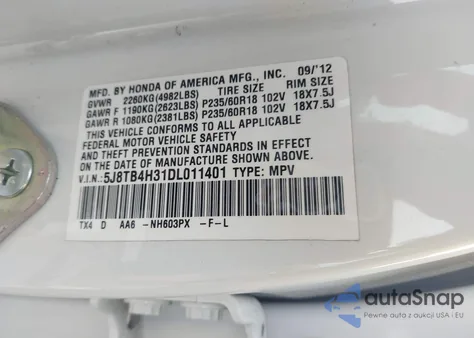 MFD. BY HONDA OF AMERICA MFG., INC. 09/'12
GVWR 2260KG(4982LBS) TIRE SIZE RIM SIZE
GAWR F 1190KG(2623LBS) P235/60R18 102V 18X7.5J
GAWR R 1080KG(2381LBS) P235/60R18 102V 18X7.5J
THIS VEHICLE CONFORMS TO ALL APPLICABLE
FEDERAL MOTOR VEHICLE SAFETY AND
THEFT PREVENTION STANDARDS IN EFFECT
ON THE DATE OF MANUFACTURE SHOWN ABOVE.
V.I.N.: 5J8TB4H31DL011401 TYPE: MPV
TX4 D AA6 -NH603PX -F-L
autoSnap
Pewne auta z aukcji USA i EU